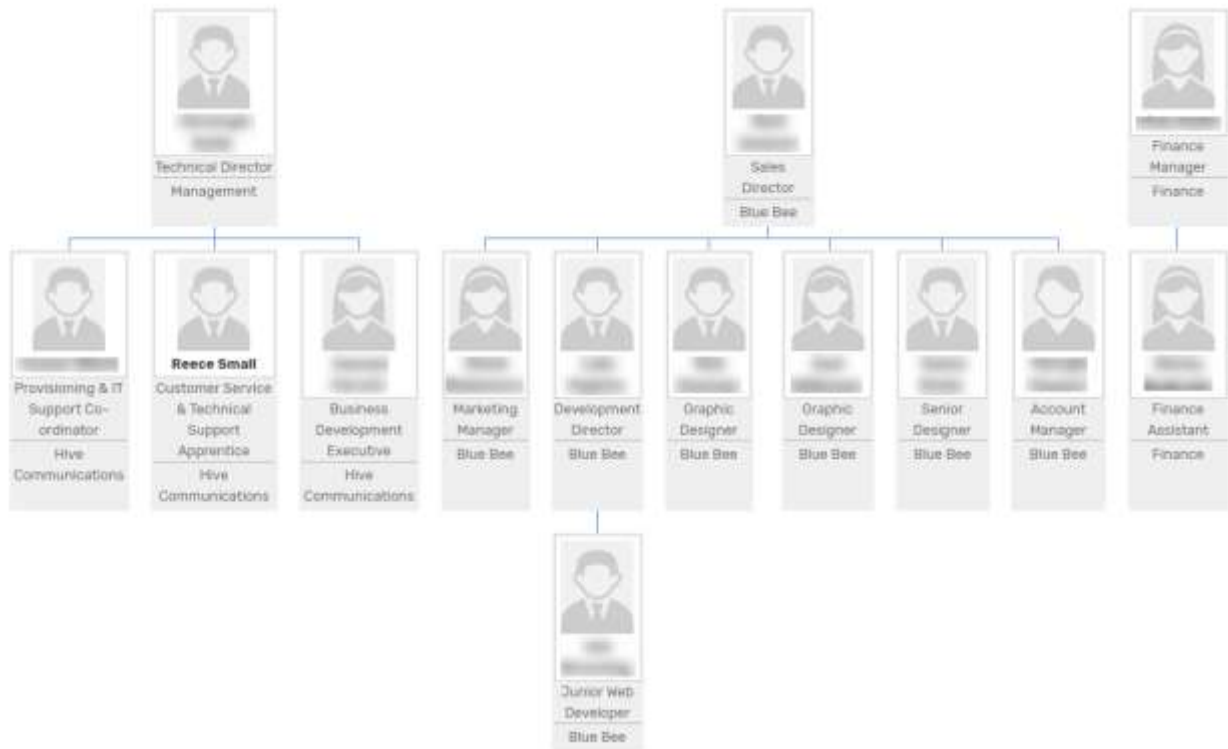 Technical Director
Management
Sales
Director
Blue Bee
Finance
Manager
Finance
Provisioning & IT
Support Co-
ordinator
Hive
Communications
Reece Small
Customer Service
& Technical
Support
Apprentice
Hive
Communications
Business
Development
Executive
Hive
Communications
Marketing
Manager
Blue Bee
Development
Director
Blue Bee
Graphic
Designer
Blue Bee
Graphic
Designer
Blue Bee
Senior
Designer
Blue Bee
Account
Manager
Blue Bee
Finance
Assistant
Finance
Junior Web
Developer
Blue Bee